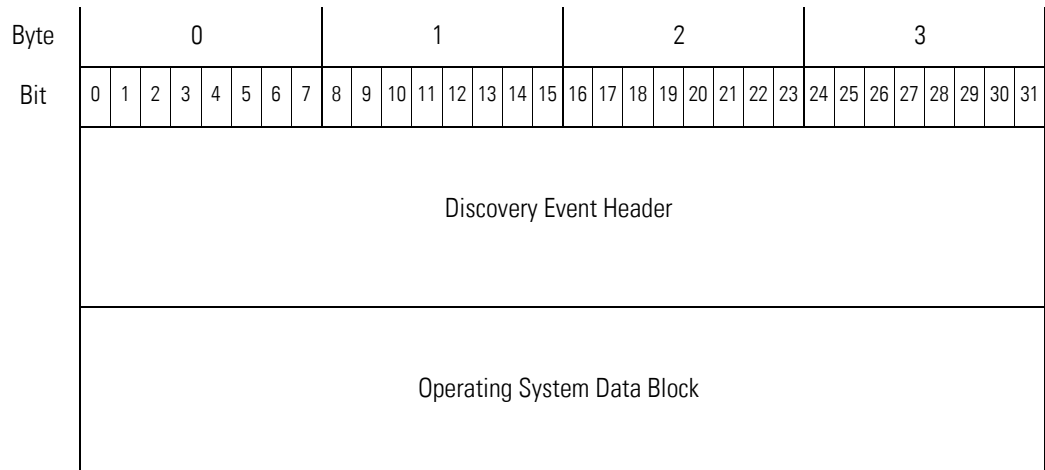 Byte 0 1 2 3
Bit 0 1 2 3 4 5 6 7 8 9 10 11 12 13 14 15 16 17 18 19 20 21 22 23 24 25 26 27 28 29 30 31
Discovery Event Header
Operating System Data Block